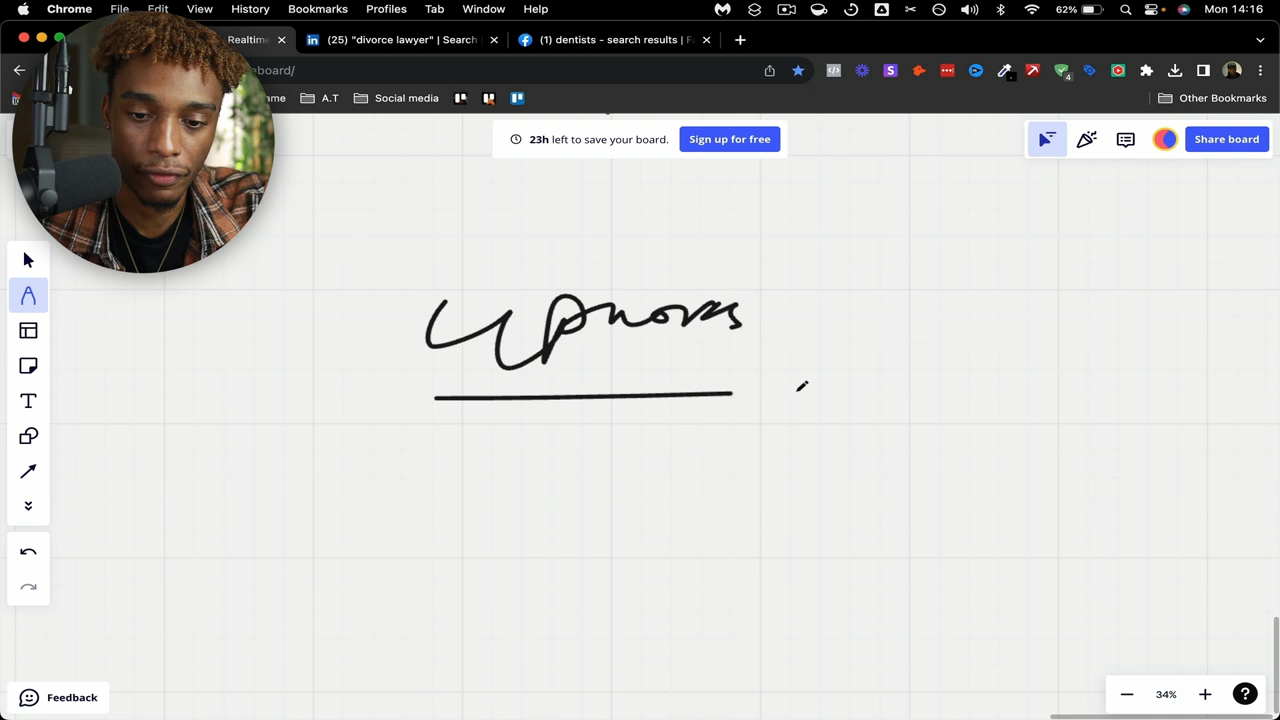 Chrome File Edit View History Bookmarks Profiles Tab Window Help 62% Mon 14:16
Realtime (25) "divorce lawyer" | Search (1) dentists - search results | F
eboard/
me A.T Social media Other Bookmarks
23h left to save your board. Sign up for free Share board
Feedback
34%